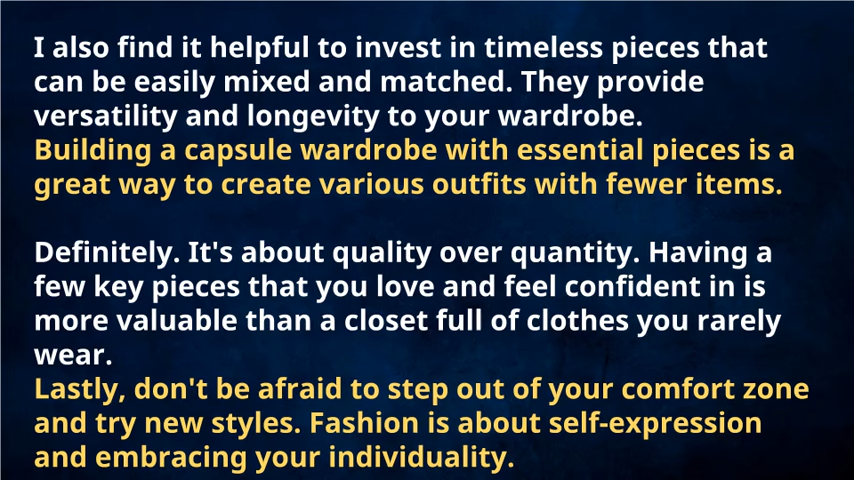 I also find it helpful to invest in timeless pieces that
can be easily mixed and matched. They provide
versatility and longevity to your wardrobe.
Building a capsule wardrobe with essential pieces is a
great way to create various outfits with fewer items.
Definitely. It's about quality over quantity. Having a
few key pieces that you love and feel confident in is
more valuable than a closet full of clothes you rarely
wear.
Lastly, don't be afraid to step out of your comfort zone
and try new styles. Fashion is about self-expression
and embracing your individuality.